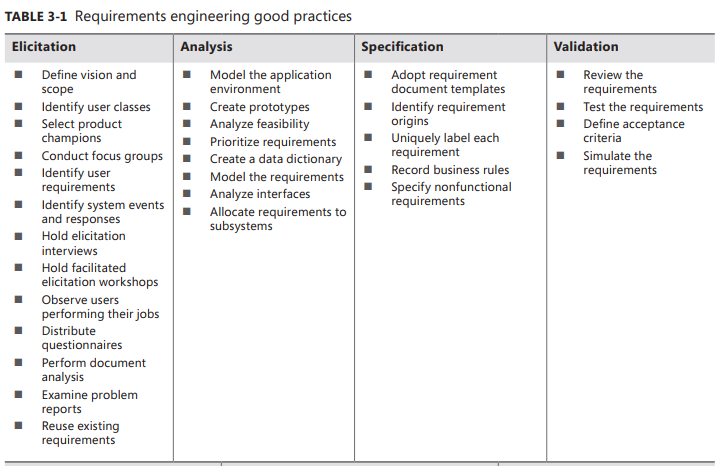 TABLE 3-1 Requirements engineering good practices
Elicitation
■ Define vision and
scope
■ Identify user classes
■ Select product
champions
■ Conduct focus groups
■ Identify user
requirements
■ Identify system events
and responses
■ Hold elicitation
interviews
■ Hold facilitated
elicitation workshops
■ Observe users
performing their jobs
■ Distribute
questionnaires
■ Perform document
analysis
■ Examine problem
reports
■ Reuse existing
requirements
Analysis
■ Model the application
environment
■ Create prototypes
■ Analyze feasibility
■ Prioritize requirements
■ Create a data dictionary
■ Model the requirements
■ Analyze interfaces
■ Allocate requirements to
subsystems
Specification
■ Adopt requirement
document templates
■ Identify requirement
origins
■ Uniquely label each
requirement
■ Record business rules
■ Specify nonfunctional
requirements
Validation
■ Review the
requirements
■ Test the requirements
■ Define acceptance
criteria
■ Simulate the
requirements